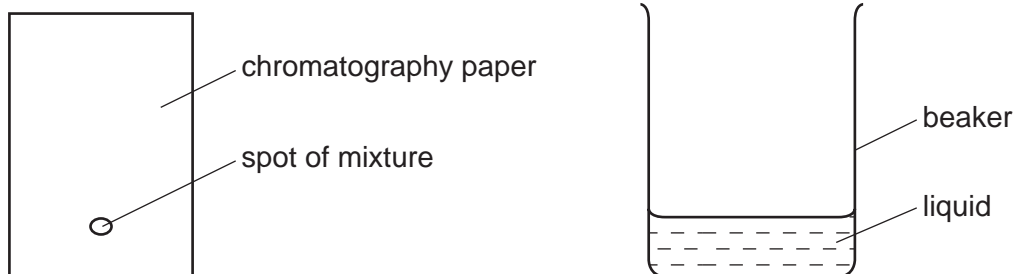 chromatography paper
spot of mixture
beaker
liquid